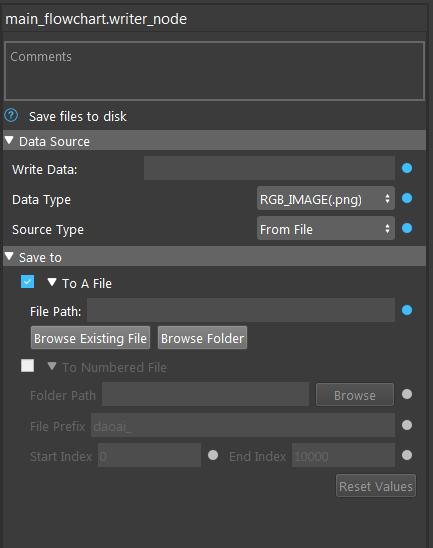 main_flowchart.writer_node
Comments
? Save files to disk
Data Source
Write Data:
Data Type RGB_IMAGE(.png)
Source Type From File
Save to
To A File
File Path:
Browse Existing File Browse Folder
To Numbered File
Folder Path Browse
File Prefix daoai_
Start Index 0 End Index 10000
Reset Values